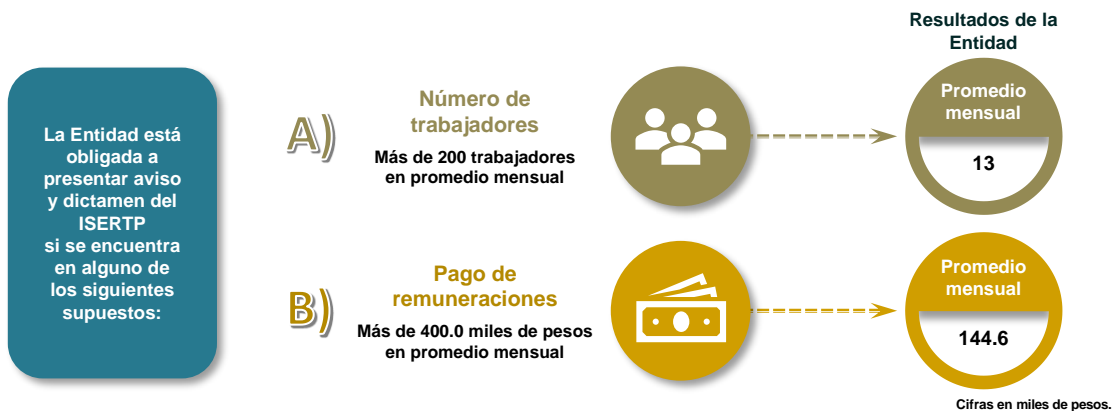 La Entidad está
obligada a
presentar aviso
y dictamen del
ISERTP
si se encuentra
en alguno de
los siguientes
supuestos:
A)
Número de
trabajadores
Más de 200 trabajadores
en promedio mensual
Resultados de la
Entidad
Promedio
mensual
13
B)
Pago de
remuneraciones
Más de 400.0 miles de pesos
en promedio mensual
Promedio
mensual
144.6
Cifras en miles de pesos.